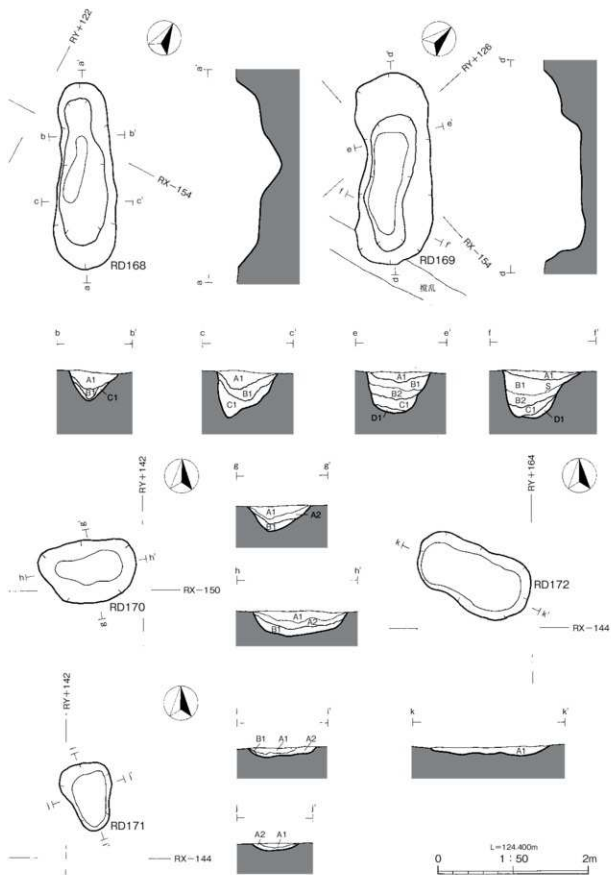 RY+122
a'
b
b'
RX-154
c
c'
RD168
a
a'
a
RY+126
d'
e'
e
f
f'
RX-154
RD169
d
撹乱
d'
d
b
b'
A1
B1
C1
c
c'
A1
B1
C1
e
e'
A1
B1
B2
C1
D1
f
f'
A1
B1
S
B2
C1
D1
RY+142
g'
h'
h
RD170
RX-150
g
g
g'
A1
A2
B1
h
h'
A1
A2
B1
RY+164
k
RD172
k'
RX-144
RY+142
i'
j'
j
RD171
i
RX-144
i
i'
B1
A1
A2
j
j'
A2
A1
k
k'
A1
L=124.400m
0
1:50
2m